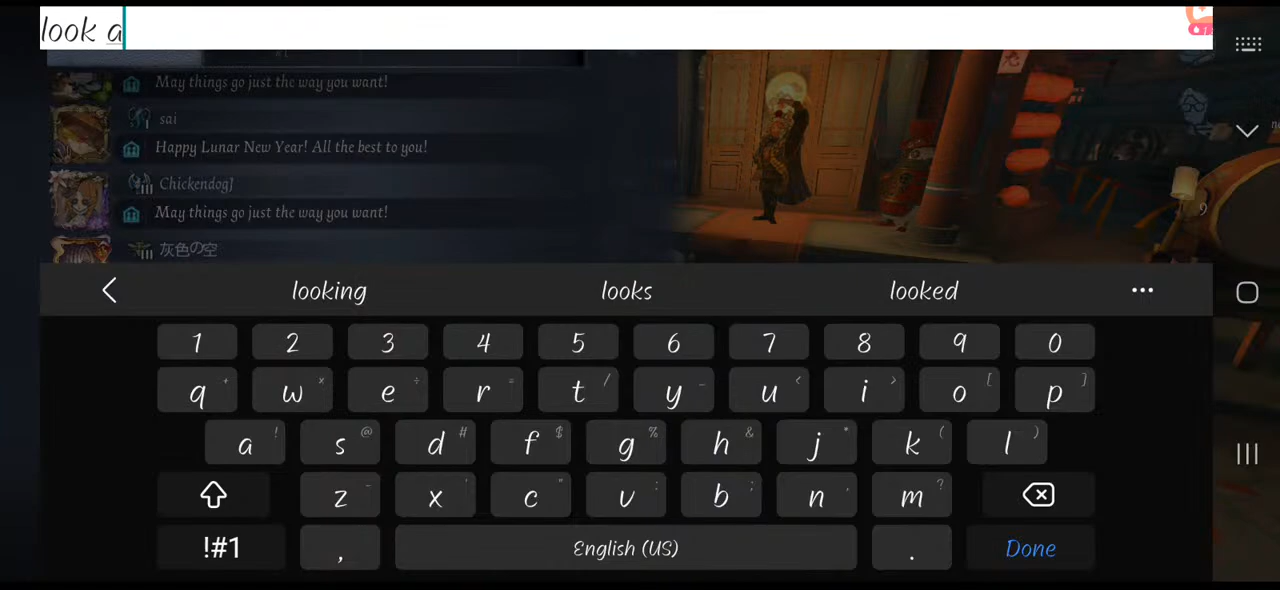 look a
May things go just the way you want!
sai
Happy Lunar New Year! All the best to you!
Chickendog]
May things go just the way you want!
灰色の空
9
looking looks looked ...
1 2 3 4 5 6 7 8 9 0
q + w × e ÷ r = t / y _ u < i > o [ p ]
a ! s @ d # f $ g % h & j * k ( l )
z - x ' c " v : b ; n , m ?
!#1 , English (US) . Done